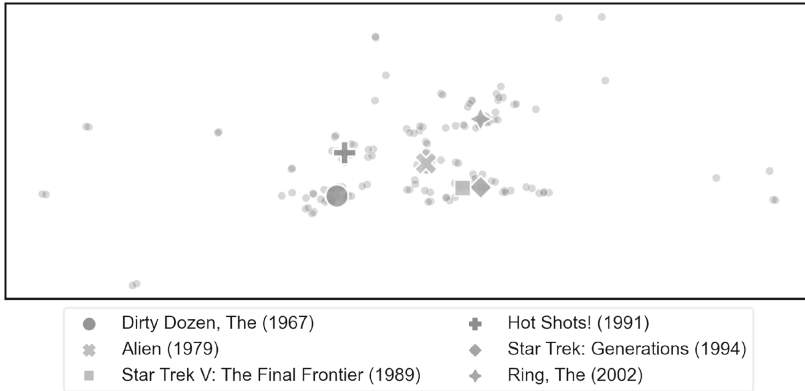 Dirty Dozen, The (1967)
Alien (1979)
Star Trek V: The Final Frontier (1989)
Hot Shots! (1991)
Star Trek: Generations (1994)
Ring, The (2002)